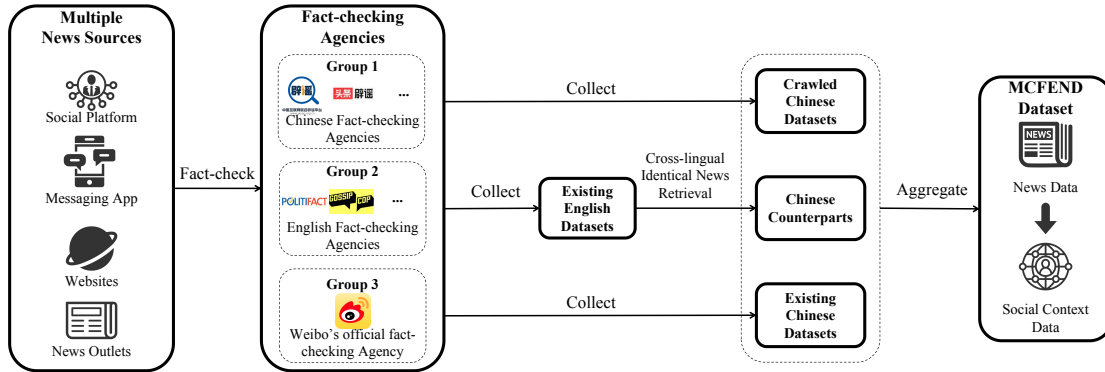 Multiple
News Sources
Social Platform
Messaging App
Websites
News Outlets
Fact-check
Fact-checking
Agencies
Group 1
辟谣
头条 辟谣
...
Chinese Fact-checking
Agencies
Group 2
POLITIFACT
GOSSIP
COP
...
English Fact-checking
Agencies
Group 3
Weibo's official fact-
checking Agency
Collect
Collect
Existing
English
Datasets
Cross-lingual
Identical News
Retrieval
Collect
Crawled
Chinese
Datasets
Chinese
Counterparts
Existing
Chinese
Datasets
Aggregate
MCFEND
Dataset
NEWS
News Data
Social Context
Data